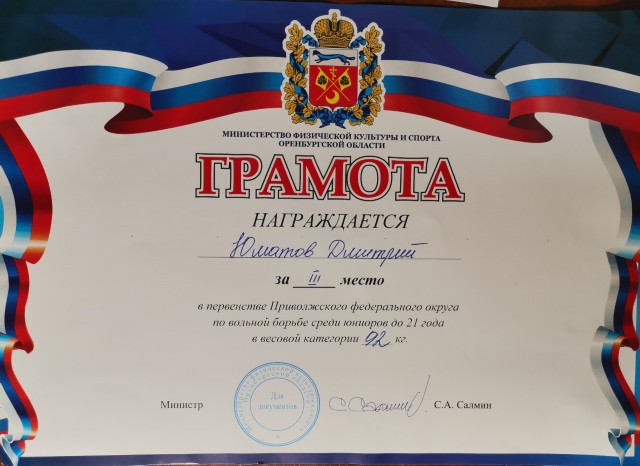 МИНИСТЕРСТВО ФИЗИЧЕСКОЙ КУЛЬТУРЫ И СПОРТА
ОРЕНБУРГСКОЙ ОБЛАСТИ
ГРАМОТА
НАГРАЖДАЕТСЯ
Юматов Дмитрий
за III место
в первенстве Приволжского федерального округа
по вольной борьбе среди юниоров до 21 года
в весовой категории 92 кг.
Министр
Для
документов
С.А. Салмин